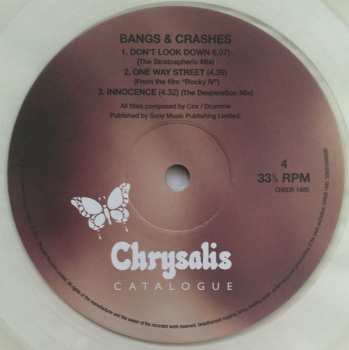 BANGS & CRASHES
1. DON'T LOOK DOWN (
(The Stratospheric Mix)
2. ONE WAY STREET (4.39)
(From the film "Rocky IV")
3. INNOCENCE (4.32) (The Desperation Mix)
All titles composed by Cox / Drummie
Published by Sony Music Publishing Limited.
4
33⅓ RPM
Chrysalis
CATALOGUE